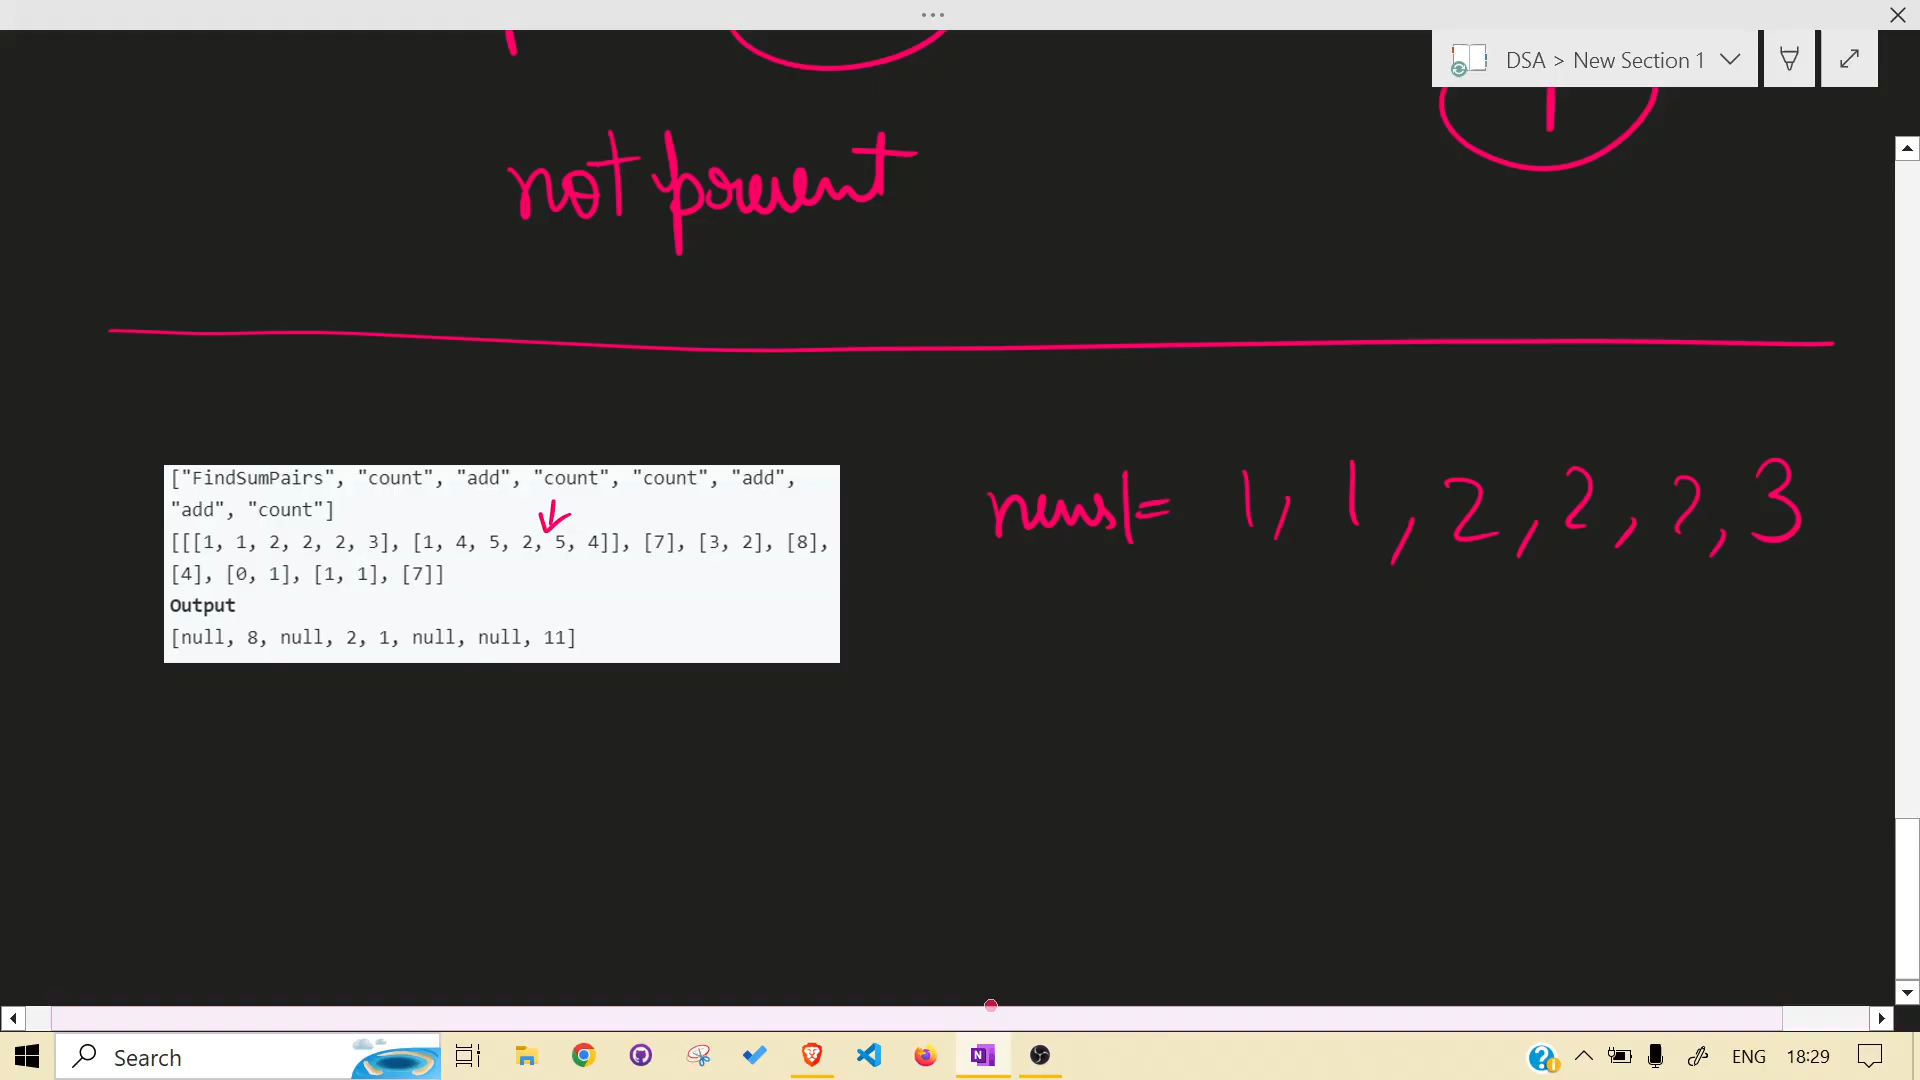 DSA > New Section 1
not present
["FindSumPairs", "count", "add", "count", "count", "add",
"add", "count"]
[[[1, 1, 2, 2, 2, 3], [1, 4, 5, 2, 5, 4]], [7], [3, 2], [8],
[4], [0, 1], [1, 1], [7]]
Output
[null, 8, null, 2, 1, null, null, 11]
nums1= 1, 1, 2, 2, 2, 3
Search
ENG 18:29